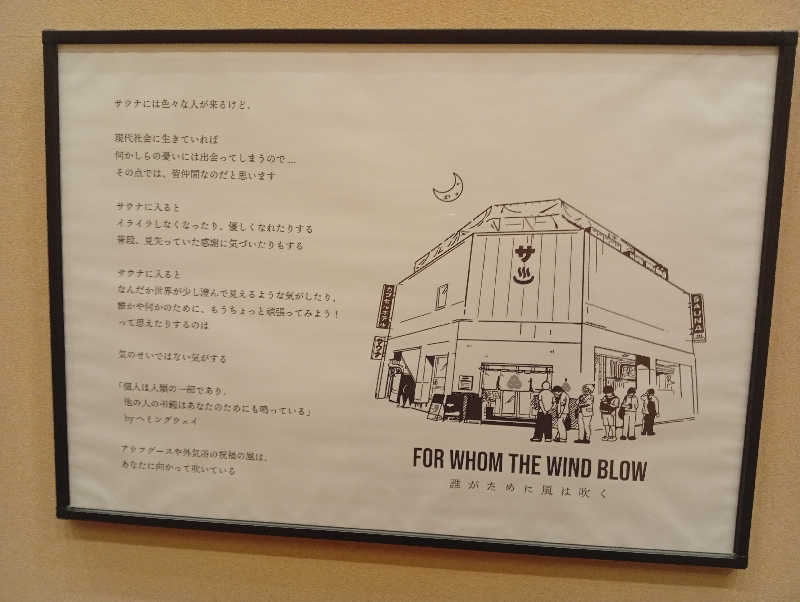 サウナには色々な人が来るけど、
現代社会に生きていれば
何かしらの憂いには出会ってしまうので...
その点では、皆仲間なのだと思います
サウナに入ると
イライラしなくなったり、優しくなれたりする
普段、見失っていた感謝に気づいたりもする
サウナに入ると
なんだか世界が少し澄んで見えるような気がしたり、
誰かや何かのために、もうちょっと頑張ってみよう！
って思えたりするのは
気のせいではない気がする
「個人は人類の一部であり、
他の人の弔鐘はあなたのためにも鳴っている」
byヘミングウェイ
アウフグースや外気浴の祝福の風は、
あなたに向かって吹いている
サ
カプセルホテル
サウナ
SAUNA
FOR WHOM THE WIND BLOW
誰がために風は吹く